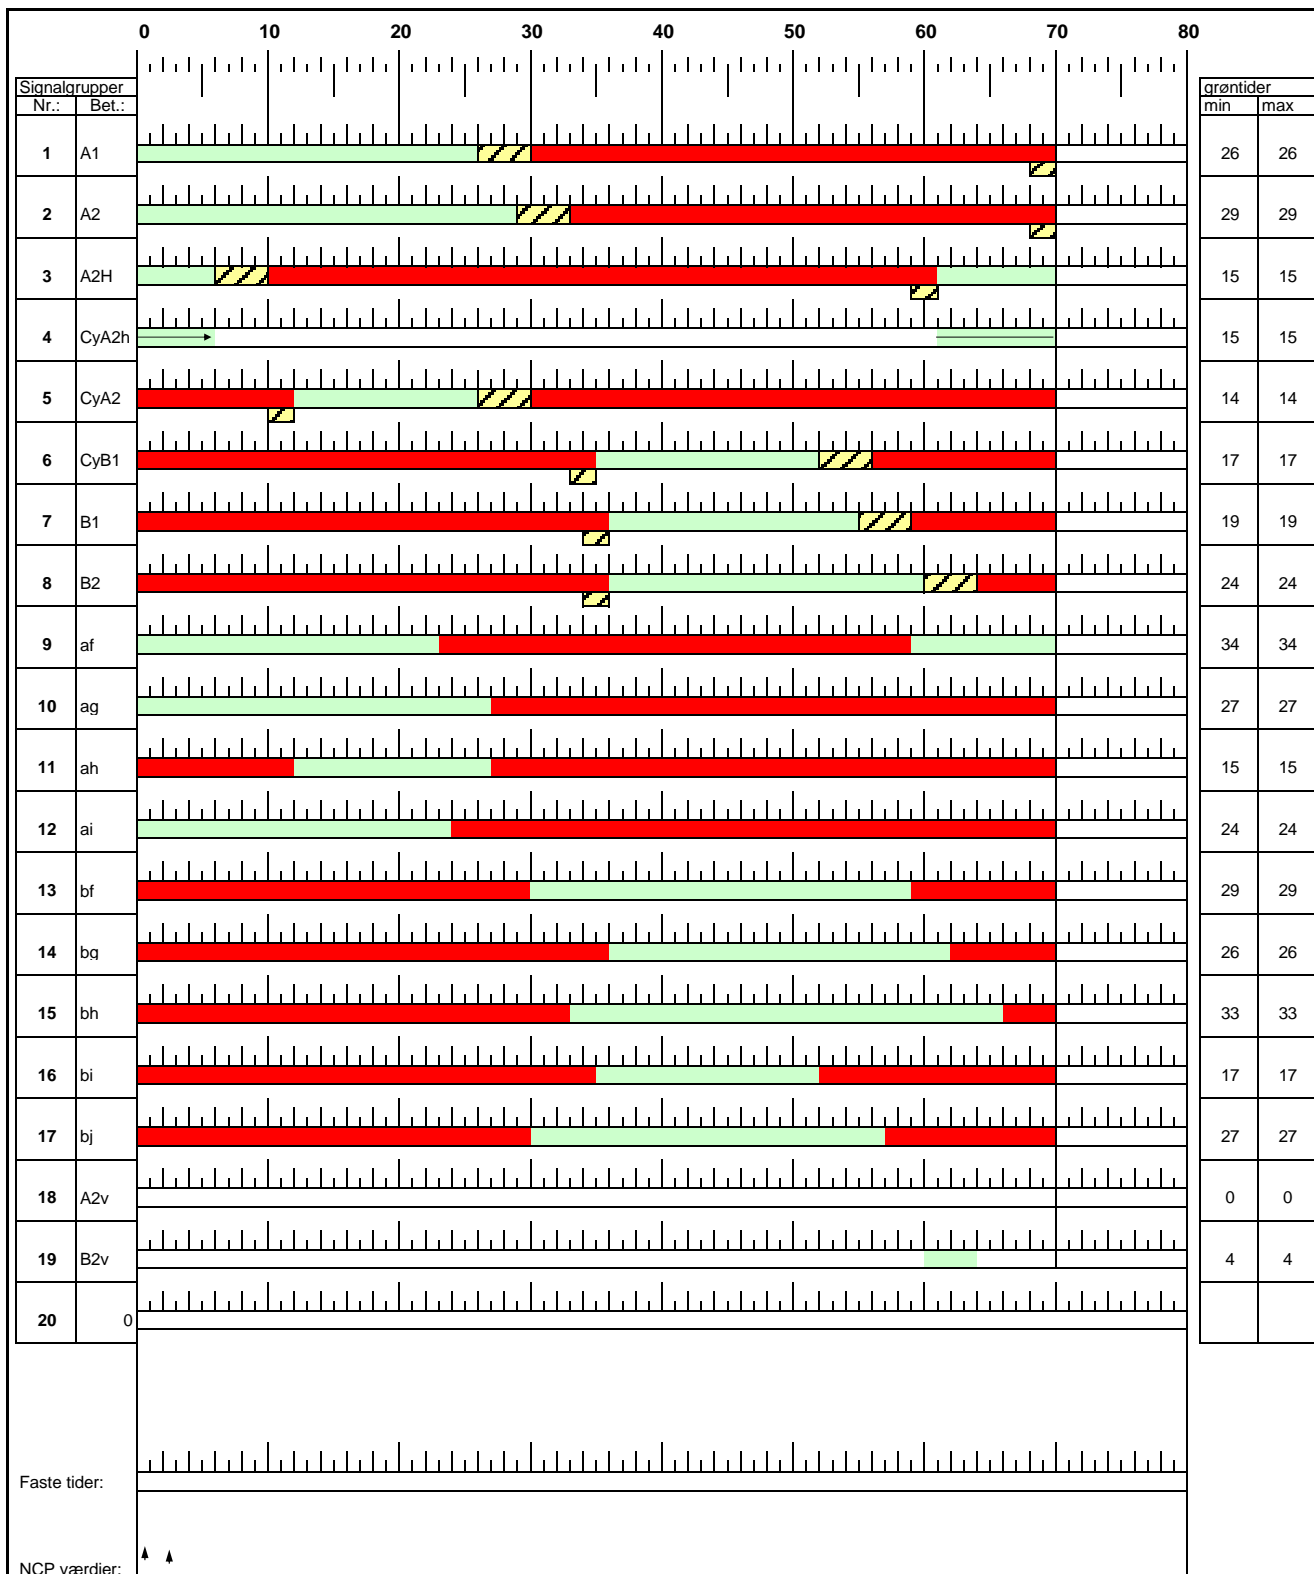 0 10 20 30 40 50 60 70 80
Signalgrupper grøntider
Nr.: Bet.: min max
1 A1 26 26
2 A2 29 29
3 A2H 15 15
4 CyA2h 15 15
5 CyA2 14 14
6 CyB1 17 17
7 B1 19 19
8 B2 24 24
9 af 34 34
10 ag 27 27
11 ah 15 15
12 ai 24 24
13 bf 29 29
14 bg 26 26
15 bh 33 33
16 bi 17 17
17 bj 27 27
18 A2v 0 0
19 B2v 4 4
20 0
Faste tider:
NCP værdier: